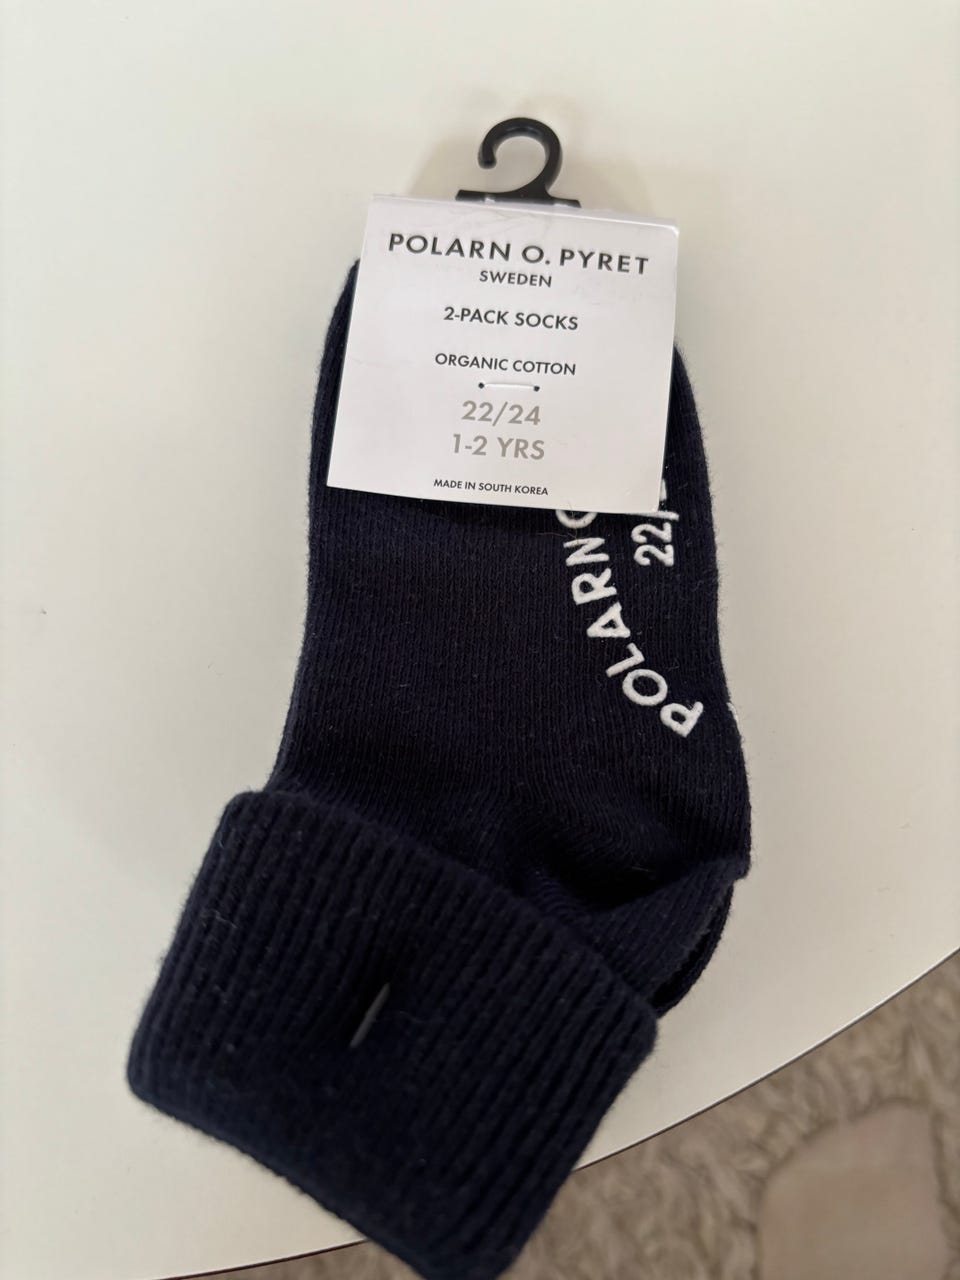 POLARN O. PYRET
SWEDEN
2-PACK SOCKS
ORGANIC COTTON
22/24
1-2 YRS
MADE IN SOUTH KOREA
POLARN
22/